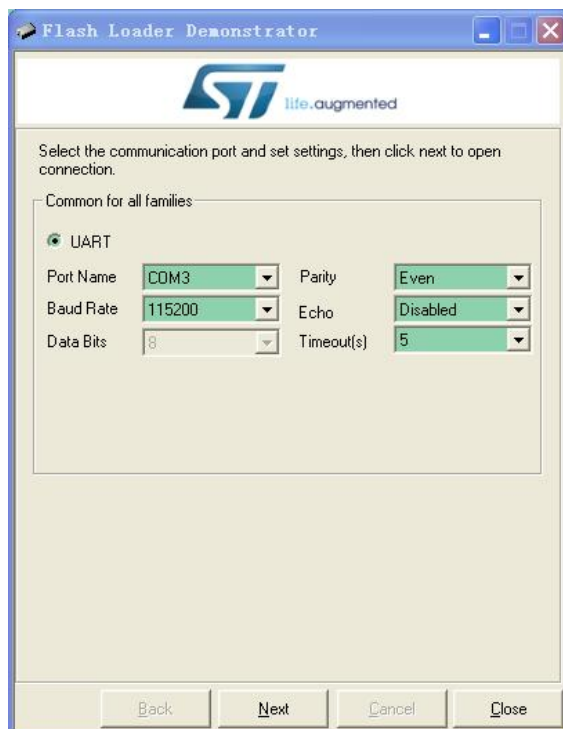 Flash Loader Demonstrator
ST life.augmented
Select the communication port and set settings, then click next to open
connection.
Common for all families
UART
Port Name COM3 Parity Even
Baud Rate 115200 Echo Disabled
Data Bits 8 Timeout(s) 5
Back Next Cancel Close